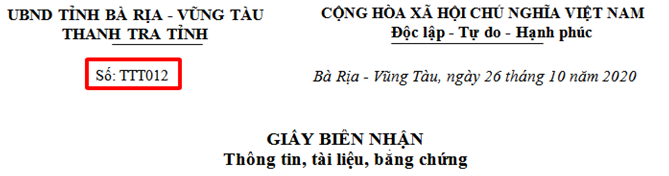 UBND TỈNH BÀ RỊA - VŨNG TÀU
THANH TRA TỈNH
Số: TTT012
CỘNG HÒA XÃ HỘI CHỦ NGHĨA VIỆT NAM
Độc lập - Tự do - Hạnh phúc
Bà Rịa - Vũng Tàu, ngày 26 tháng 10 năm 2020
GIẤY BIÊN NHẬN
Thông tin, tài liệu, bằng chứng